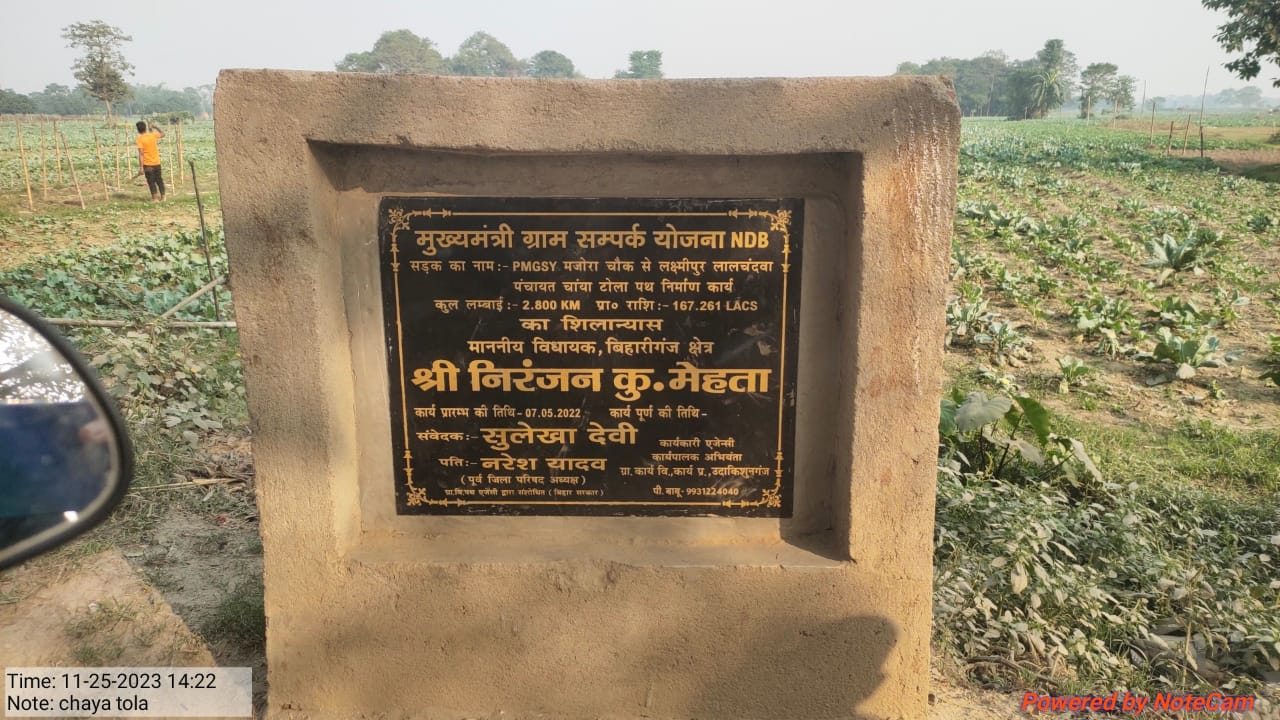 मुख्यमंत्री ग्राम सम्पर्क योजना NDB
सड़क का नाम:- PMGSY मजोरा चौक से लक्ष्मीपुर लालचंदवा
पंचायत चांया टोला पथ निर्माण कार्य
कुल लम्बाई:- 2.800 KM प्रा० राशि:- 167.261 LACS
का शिलान्यास
माननीय विधायक, बिहारीगंज क्षेत्र
श्री निरंजन कु. मेहता
कार्य प्रारम्भ की तिथि- 07.05.2022 कार्य पूर्ण की तिथि-
संवेदक:- सुलेखा देवी
पति:- नरेश यादव
(पूर्व जिला परिषद अध्यक्ष)
ग्रा.वि.पथ एजेंसी द्वारा संशोधित (बिहार सरकार)
कार्यकारी एजेन्सी
कार्यपालक अभियंता
ग्रा.कार्य वि,कार्य प्र.,उदाकिशुनगंज
पी. बाबू- 9931224040
Time: 11-25-2023 14:22
Note: chaya tola
Powered by NoteCam